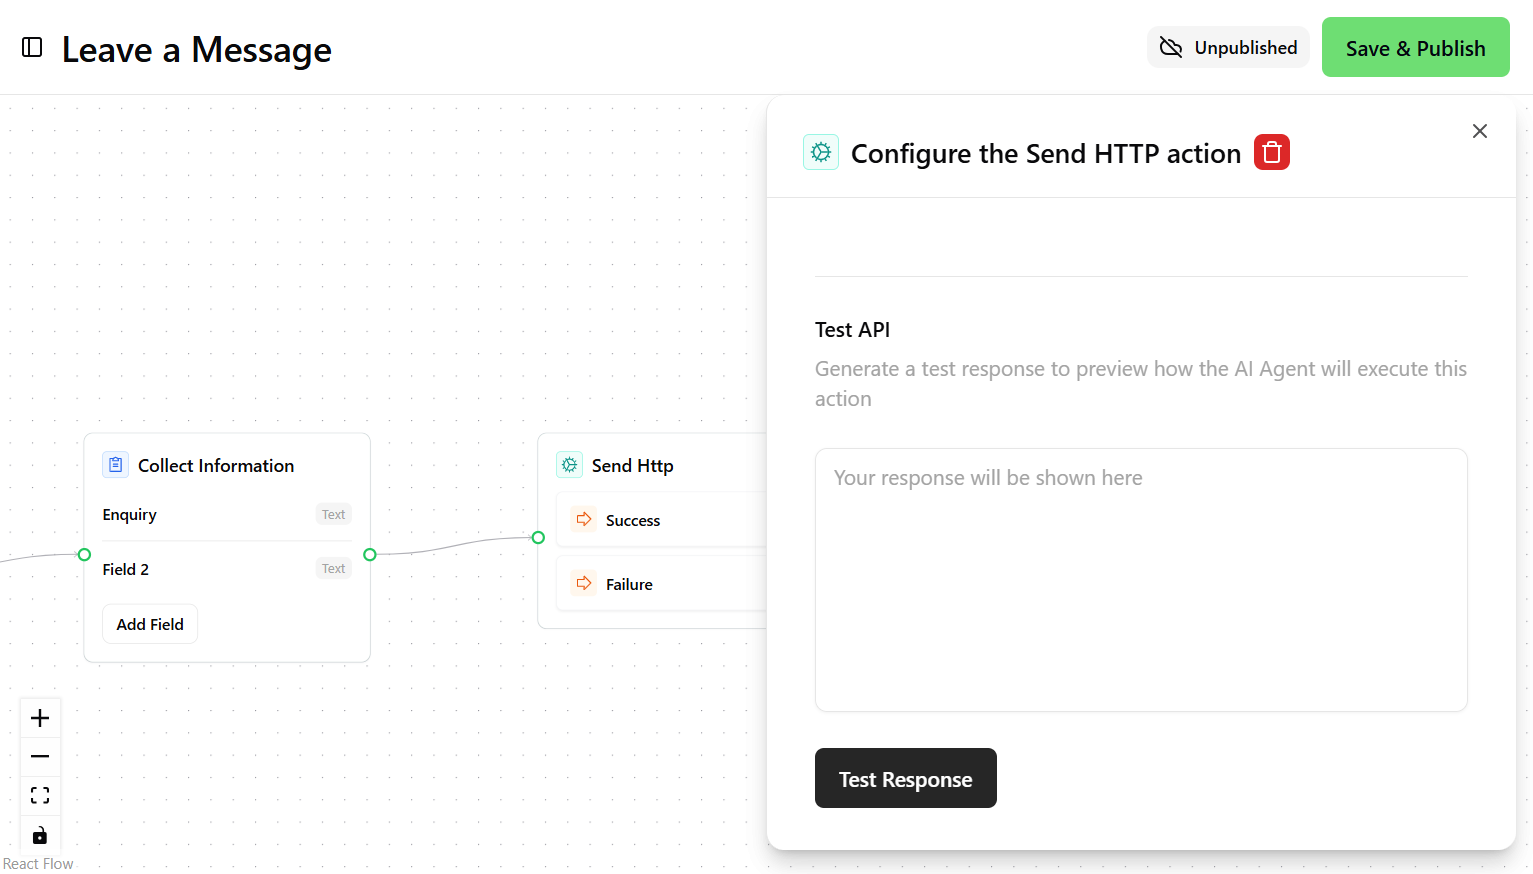 Leave a Message
Unpublished
Save & Publish
Configure the Send HTTP action
Test API
Generate a test response to preview how the AI Agent will execute this
action
Your response will be shown here
Test Response
Collect Information
Enquiry Text
Field 2 Text
Add Field
Send Http
Success
Failure
React Flow